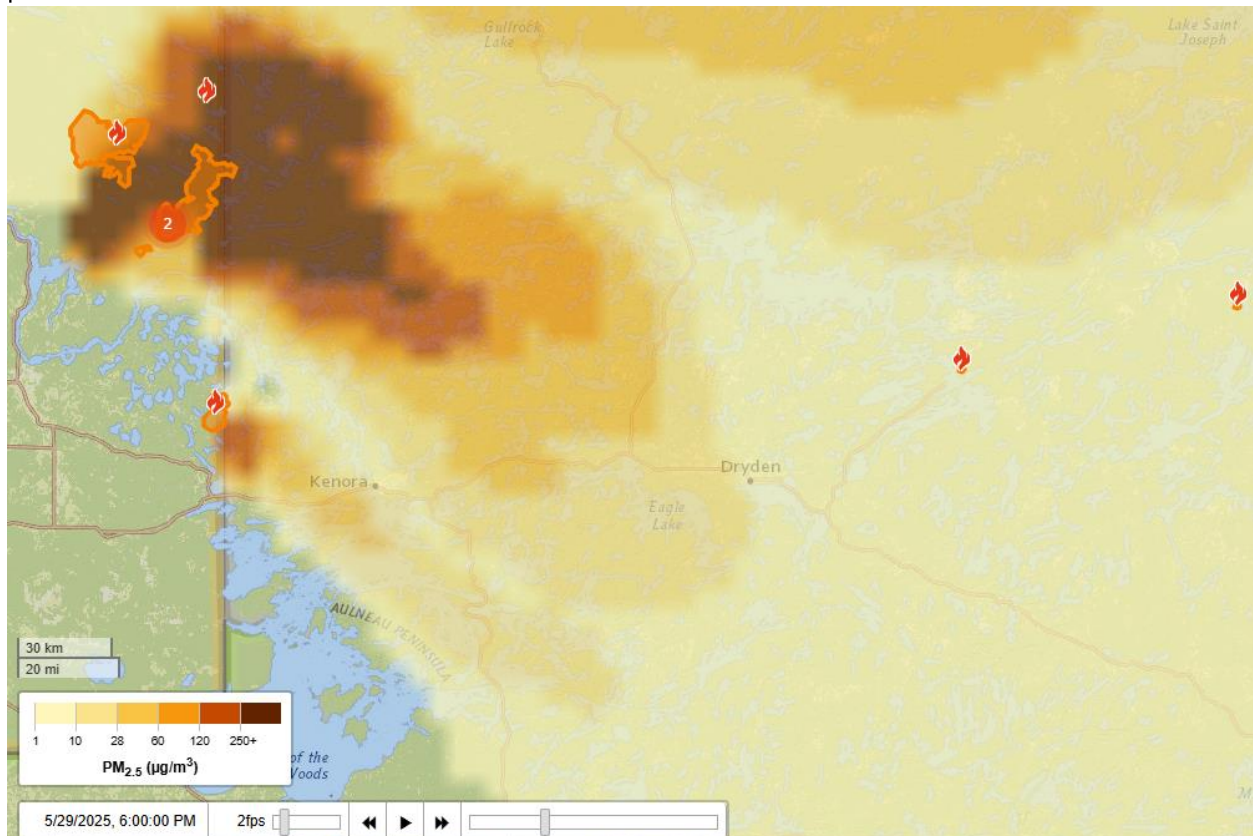 Gullrock
Lake
Lake Saint
Joseph
2
Kenora
Dryden
Eagle
Lake
AULNEAU PENINSULA
30 km
20 mi
1 10 28 60 120 250+
PM2.5 (µg/m³)
of the
Woods
M
5/29/2025, 6:00:00 PM 2fps